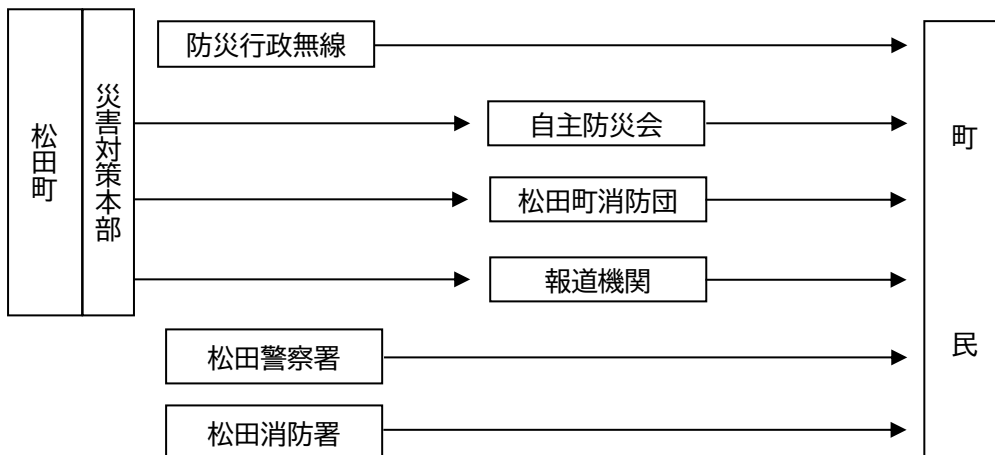 松田町
災害対策本部
防災行政無線
自主防災会
松田町消防団
報道機関
松田警察署
松田消防署
町民